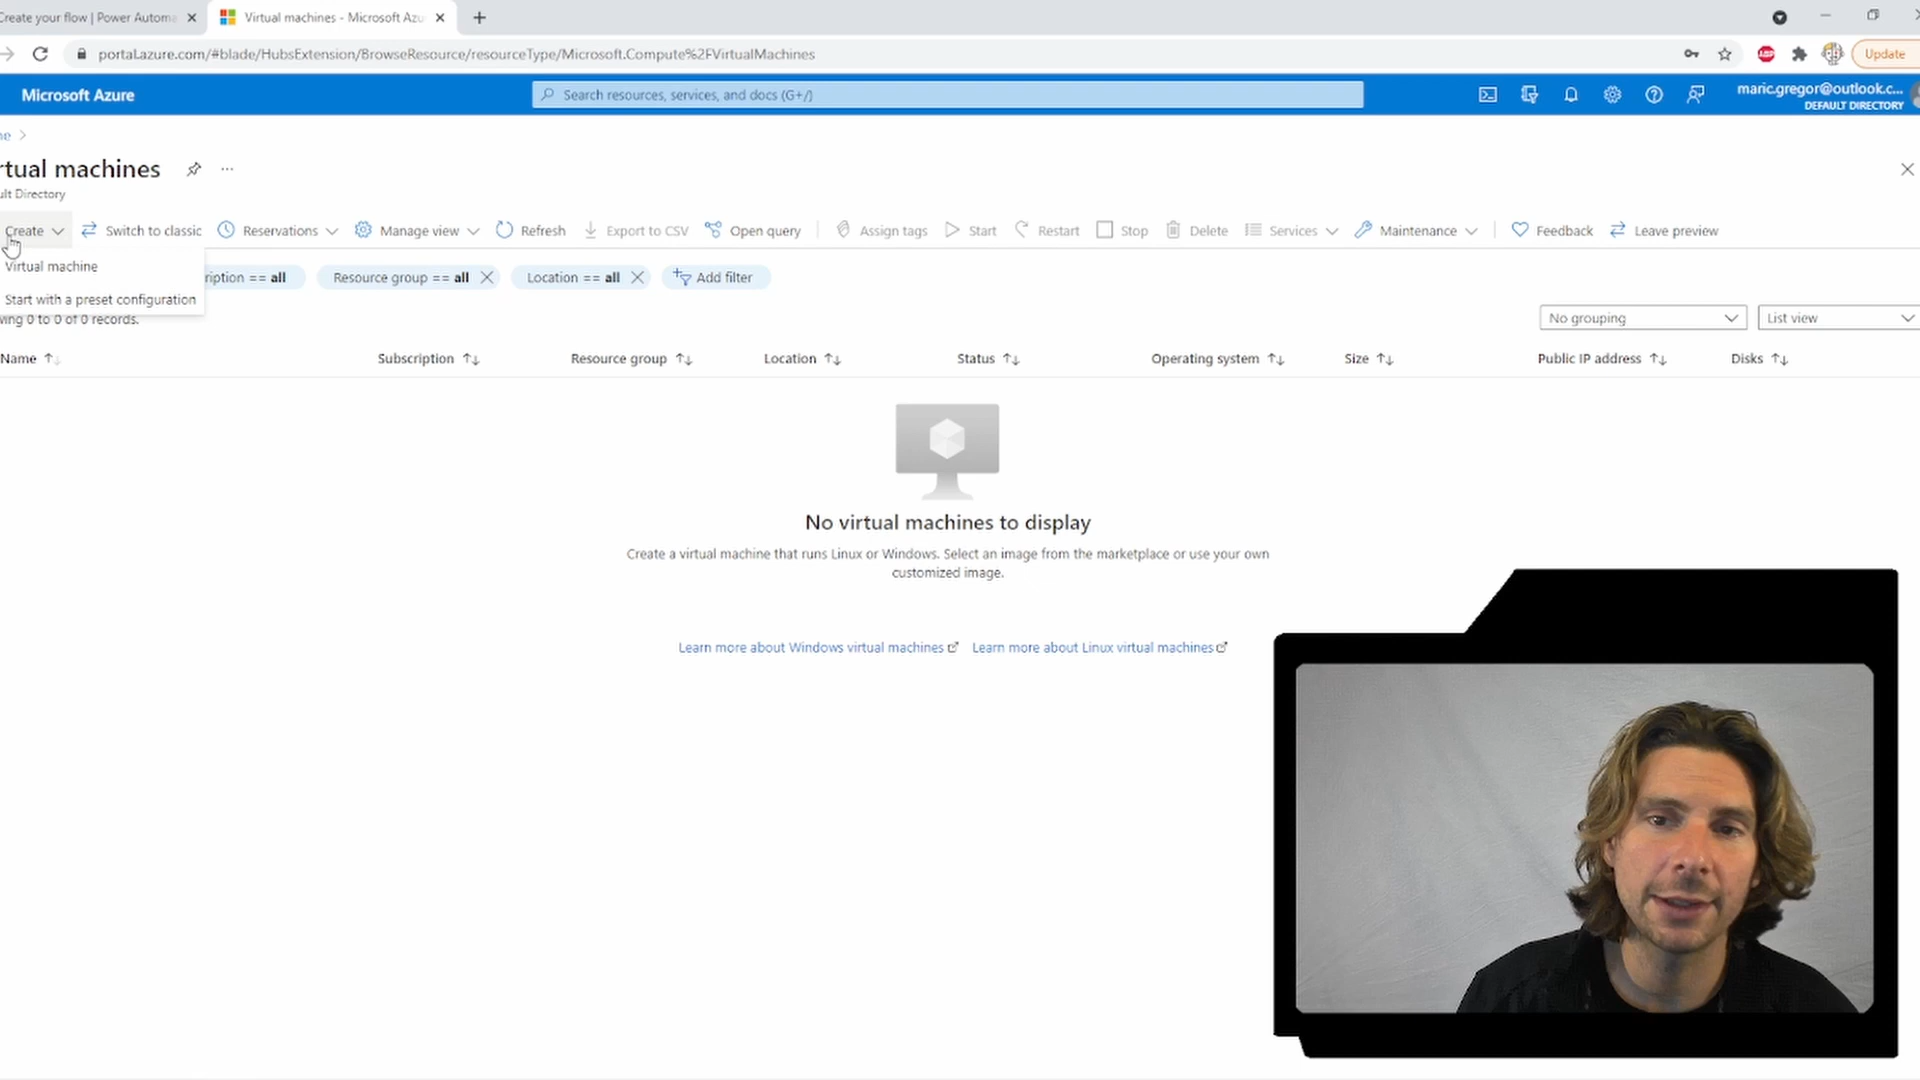 Create your flow | Power Automa
Virtual machines - Microsoft Azu
portal.azure.com/#blade/HubsExtension/BrowseResource/resourceType/Microsoft.Compute%2FVirtualMachines
Update
Microsoft Azure
Search resources, services, and docs (G+/)
maric.gregor@outlook.c...
DEFAULT DIRECTORY
me
rtual machines
ult Directory
Create
Switch to classic
Reservations
Manage view
Refresh
Export to CSV
Open query
Assign tags
Start
Restart
Stop
Delete
Services
Maintenance
Feedback
Leave preview
Virtual machine
Start with a preset configuration
ription == all
Resource group == all
Location == all
Add filter
wing 0 to 0 of 0 records.
No grouping
List view
Name
Subscription
Resource group
Location
Status
Operating system
Size
Public IP address
Disks
No virtual machines to display
Create a virtual machine that runs Linux or Windows. Select an image from the marketplace or use your own
customized image.
Learn more about Windows virtual machines
Learn more about Linux virtual machines